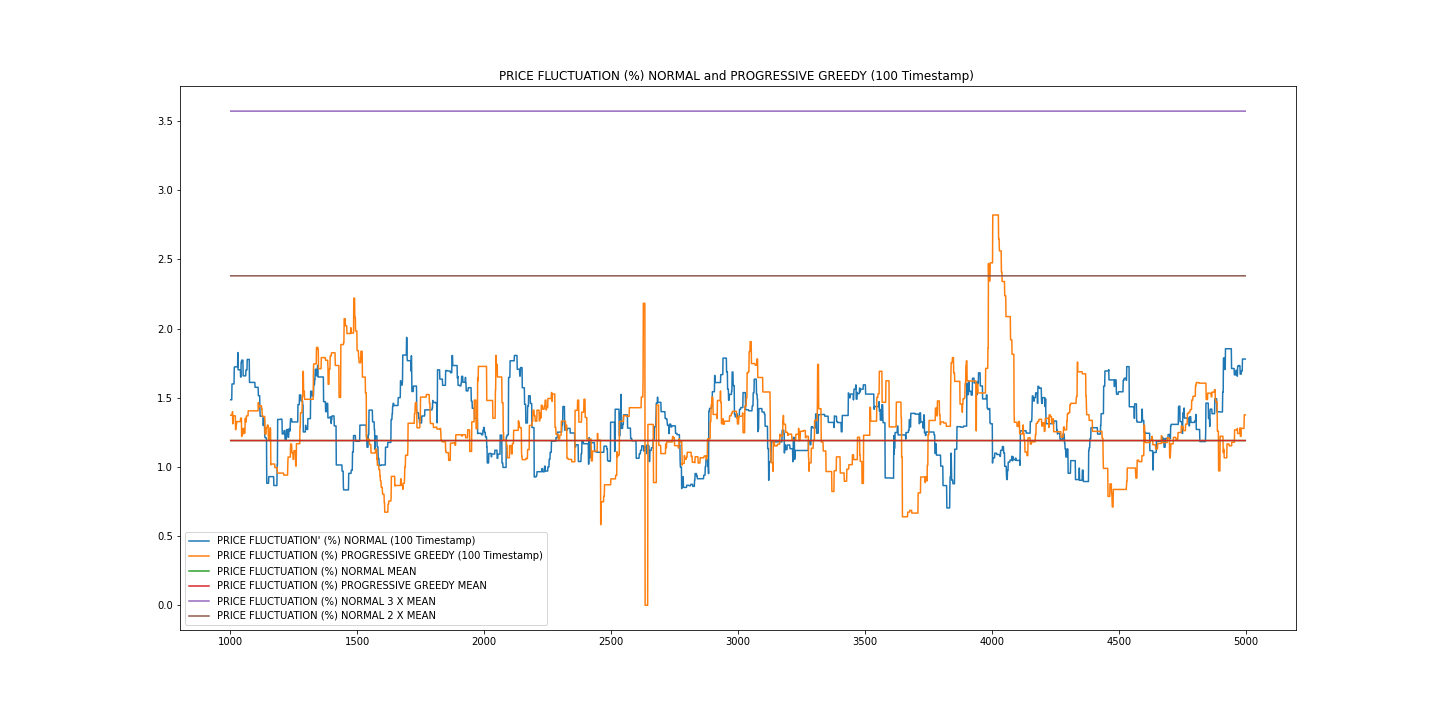 PRICE FLUCTUATION (%) NORMAL and PROGRESSIVE GREEDY (100 Timestamp)
3.5
3.0
2.5
2.0
1.5
1.0
0.5
0.0
PRICE FLUCTUATION' (%) NORMAL (100 Timestamp)
PRICE FLUCTUATION (%) PROGRESSIVE GREEDY (100 Timestamp)
PRICE FLUCTUATION (%) NORMAL MEAN
PRICE FLUCTUATION (%) PROGRESSIVE GREEDY MEAN
PRICE FLUCTUATION (%) NORMAL 3 X MEAN
PRICE FLUCTUATION (%) NORMAL 2 X MEAN
1000 1500 2000 2500 3000 3500 4000 4500 5000